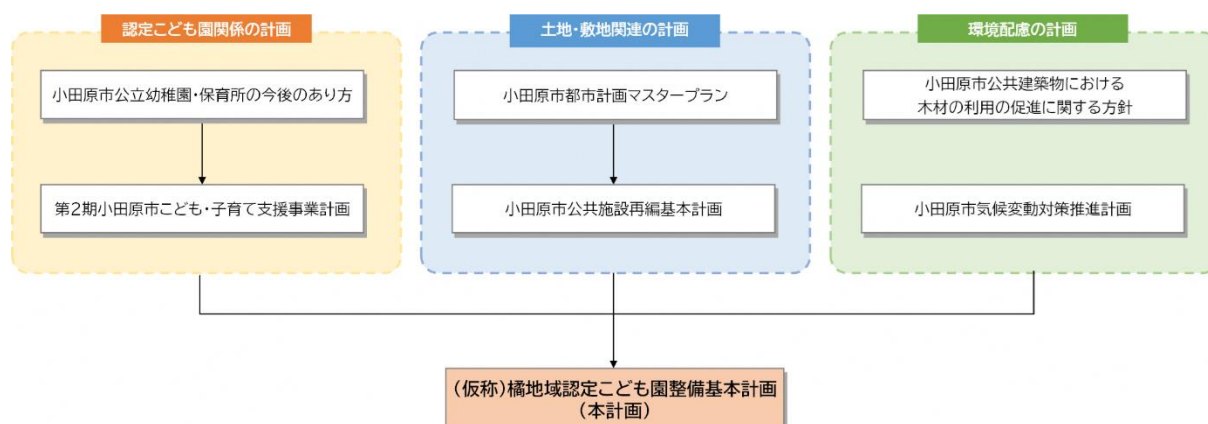 認定こども園関係の計画
小田原市公立幼稚園・保育所の今後のあり方
第2期小田原市こども・子育て支援事業計画
土地・敷地関連の計画
小田原市都市計画マスタープラン
小田原市公共施設再編基本計画
環境配慮の計画
小田原市公共建築物における
木材の利用の促進に関する方針
小田原市気候変動対策推進計画
(仮称)橘地域認定こども園整備基本計画
(本計画)